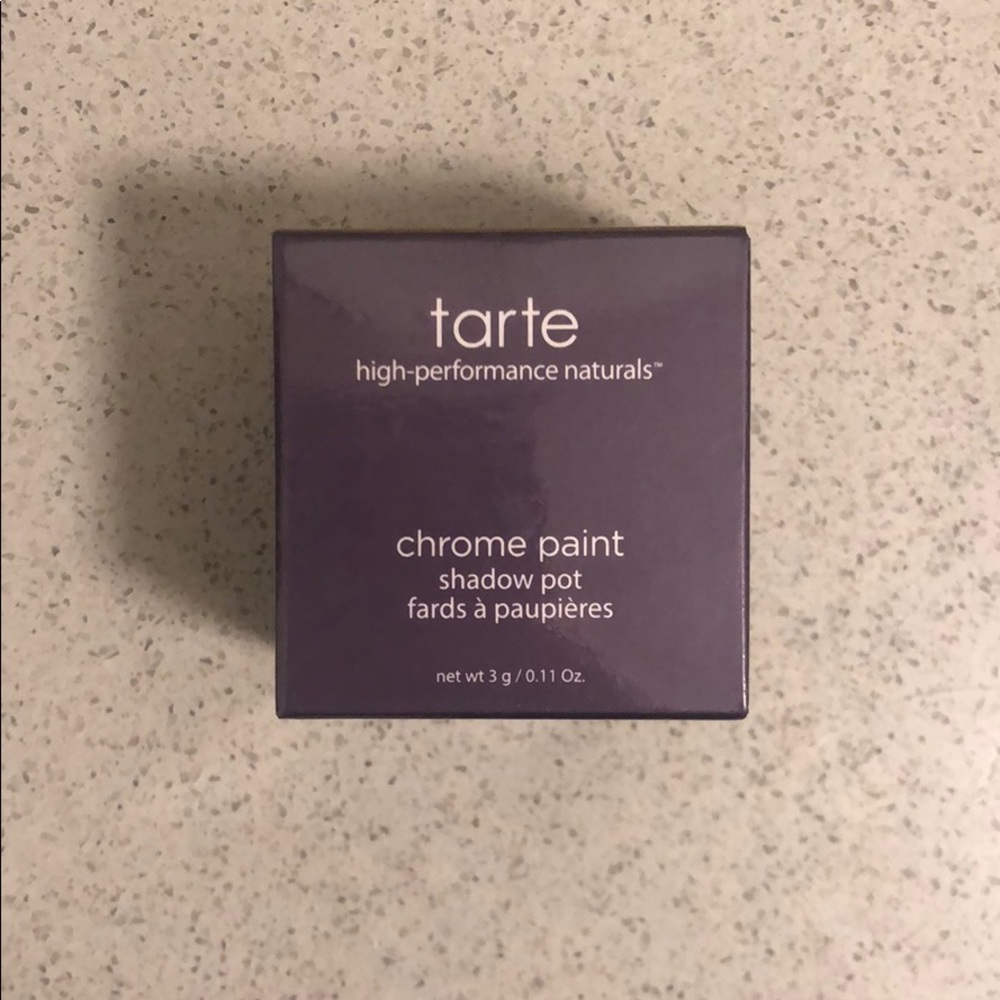 tarte
high-performance naturals™
chrome paint
shadow pot
fards à paupières
net wt 3 g / 0.11 Oz.